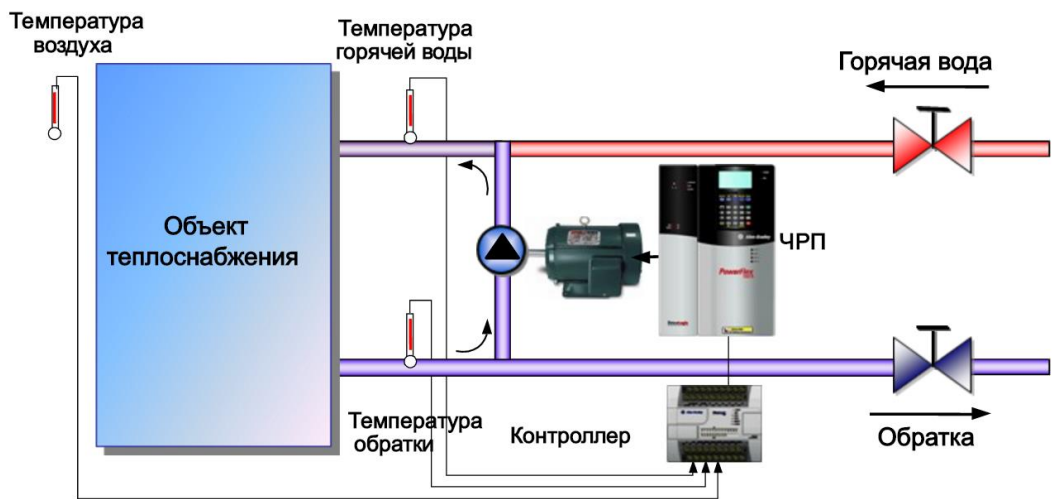 Температура
воздуха
Температура
горячей воды
Горячая вода
Объект
теплоснабжения
ЧРП
PowerFlex
Температура
обратки
Контроллер
Обратка